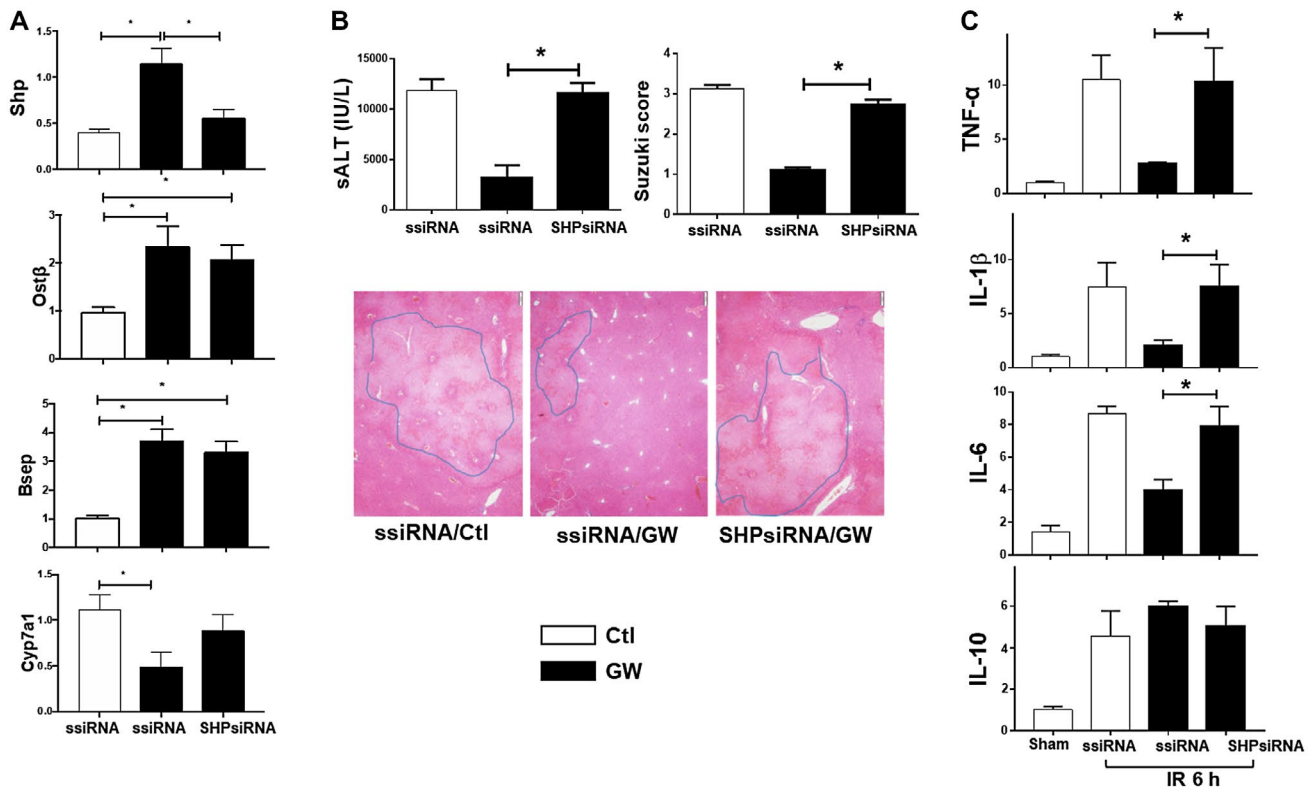 A
Shp
1.5
1.0
0.5
0.0
* *
Ostβ
3
2
1
0
*
*
Bsep
5
4
3
2
1
0
*
*
Cyp7a1
1.5
1.0
0.5
0.0
*
ssiRNA ssiRNA SHPsiRNA
B
sALT (IU/L)
15000
10000
5000
0
*
ssiRNA ssiRNA SHPsiRNA
Suzuki score
4
3
2
1
0
*
ssiRNA ssiRNA SHPsiRNA
ssiRNA/Ctl ssiRNA/GW SHPsiRNA/GW
Ctl
GW
C
TNF-α
10
5
0
*
IL-1β
10
5
0
*
IL-6
10
8
6
4
2
0
*
IL-10
6
4
2
0
Sham ssiRNA ssiRNA SHPsiRNA
IR 6 h